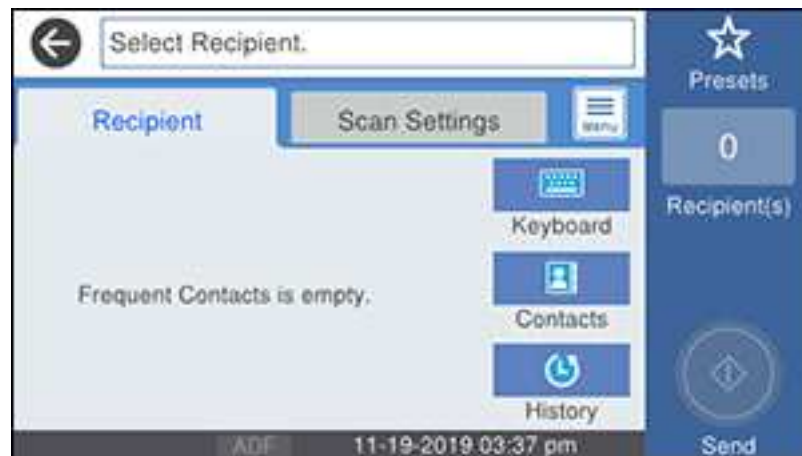 Select Recipient.
Presets
Recipient
Scan Settings
Menu
0
Recipient(s)
Keyboard
Frequent Contacts is empty.
Contacts
History
ADF
11-19-2019 03:37 pm
Send